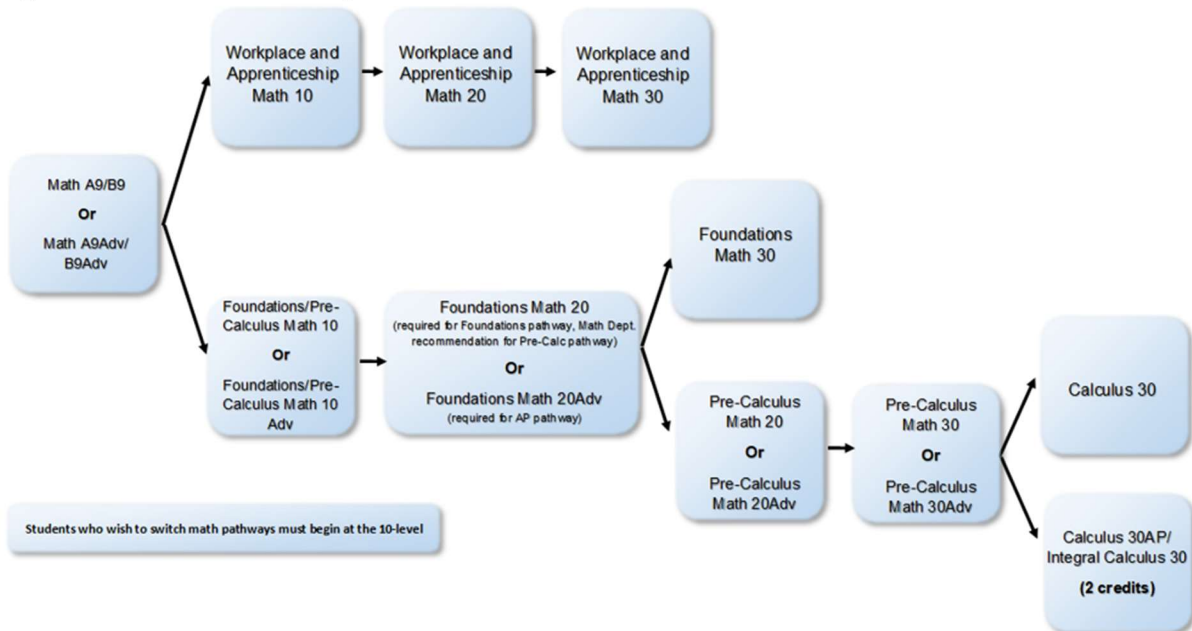 Workplace and
Apprenticeship
Math 10
Workplace and
Apprenticeship
Math 20
Workplace and
Apprenticeship
Math 30
Math A9/B9
Or
Math A9Adv/
B9Adv
Foundations/Pre-
Calculus Math 10
Or
Foundations/Pre-
Calculus Math 10
Adv
Foundations Math 20
(required for Foundations pathway, Math Dept.
recommendation for Pre-Calc pathway)
Or
Foundations Math 20Adv
(required for AP pathway)
Foundations
Math 30
Pre-Calculus
Math 20
Or
Pre-Calculus
Math 20Adv
Pre-Calculus
Math 30
Or
Pre-Calculus
Math 30Adv
Calculus 30
Calculus 30AP/
Integral Calculus 30
(2 credits)
Students who wish to switch math pathways must begin at the 10-level